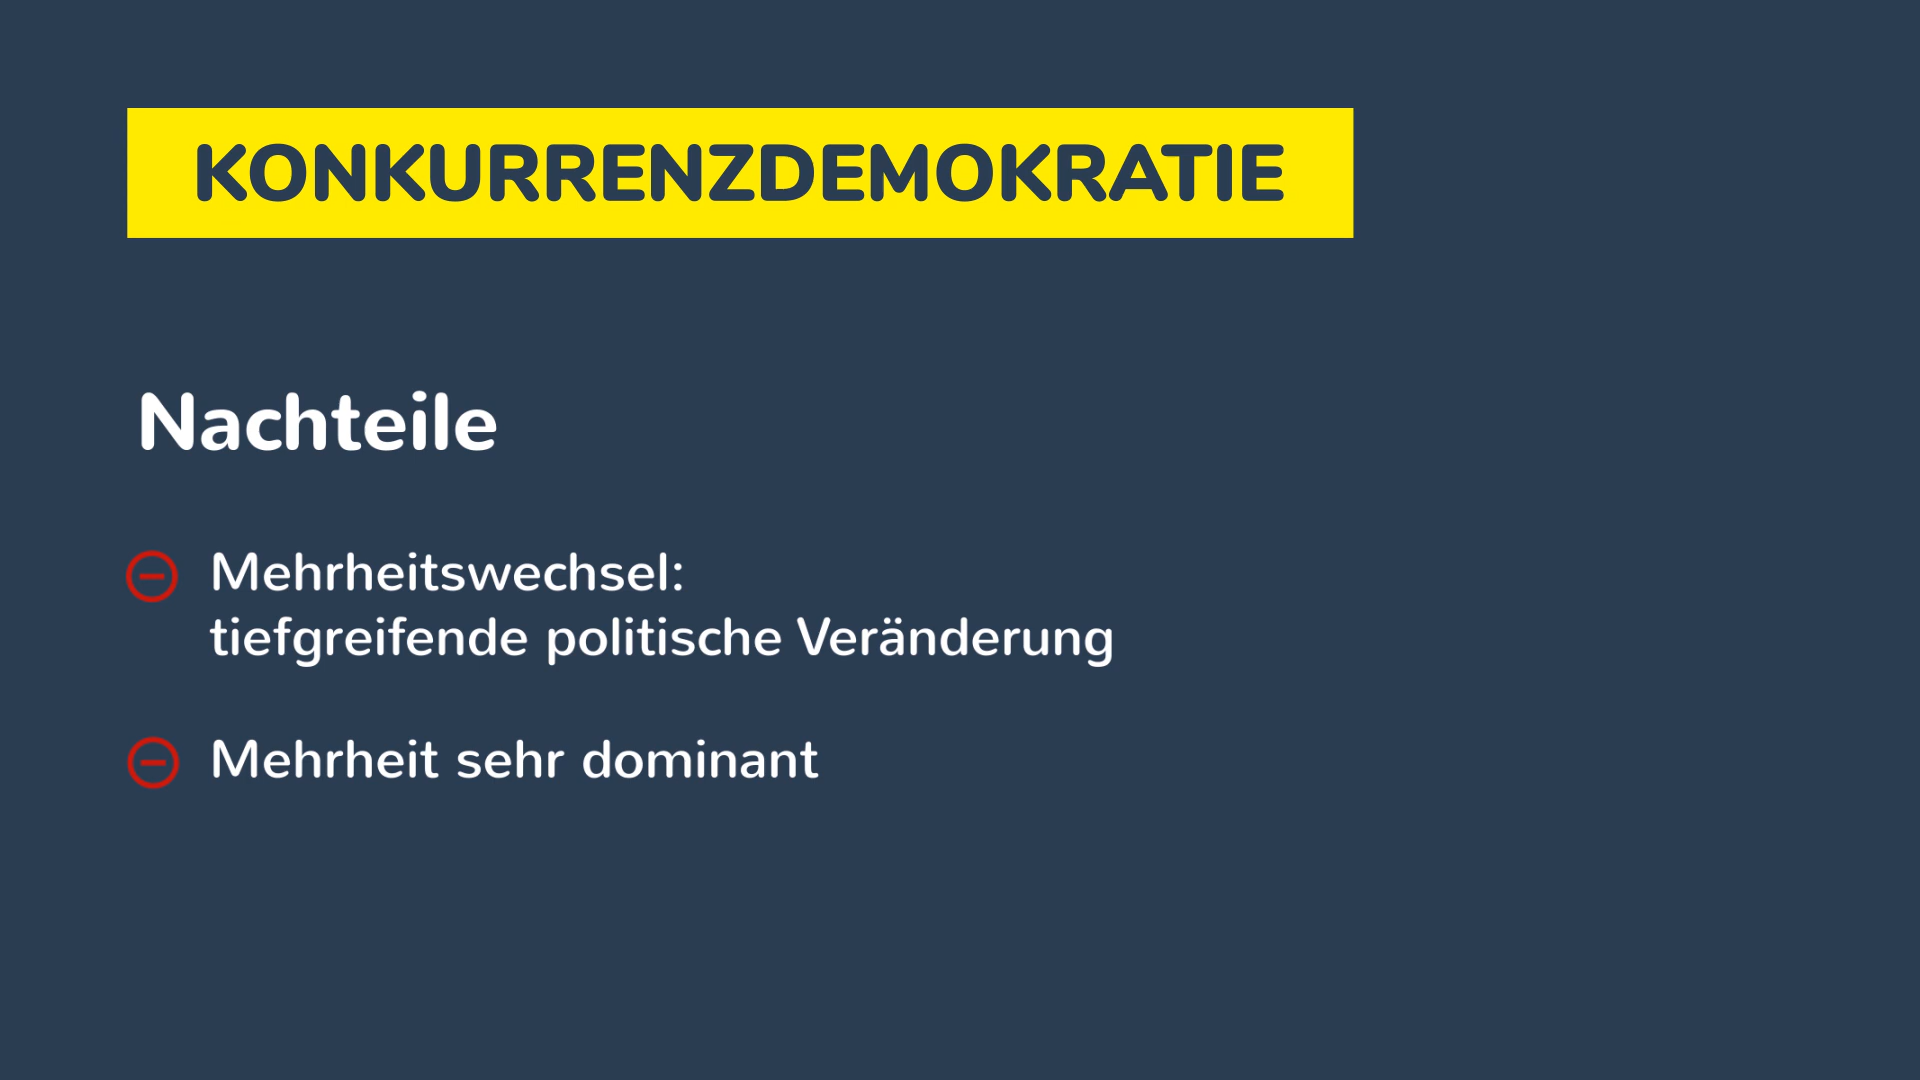 KONKURRENZDEMOKRATIE
Nachteile
Mehrheitswechsel:
tiefgreifende politische Veränderung
Mehrheit sehr dominant